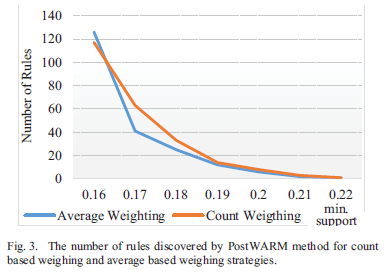 140
120
100
80
60
40
20
0
Number of Rules
0.16 0.17 0.18 0.19 0.2 0.21 0.22
min.
support
Average Weighting Count Weigthing
Fig. 3. The number of rules discovered by PostWARM method for count
based weighing and average based weighing strategies.